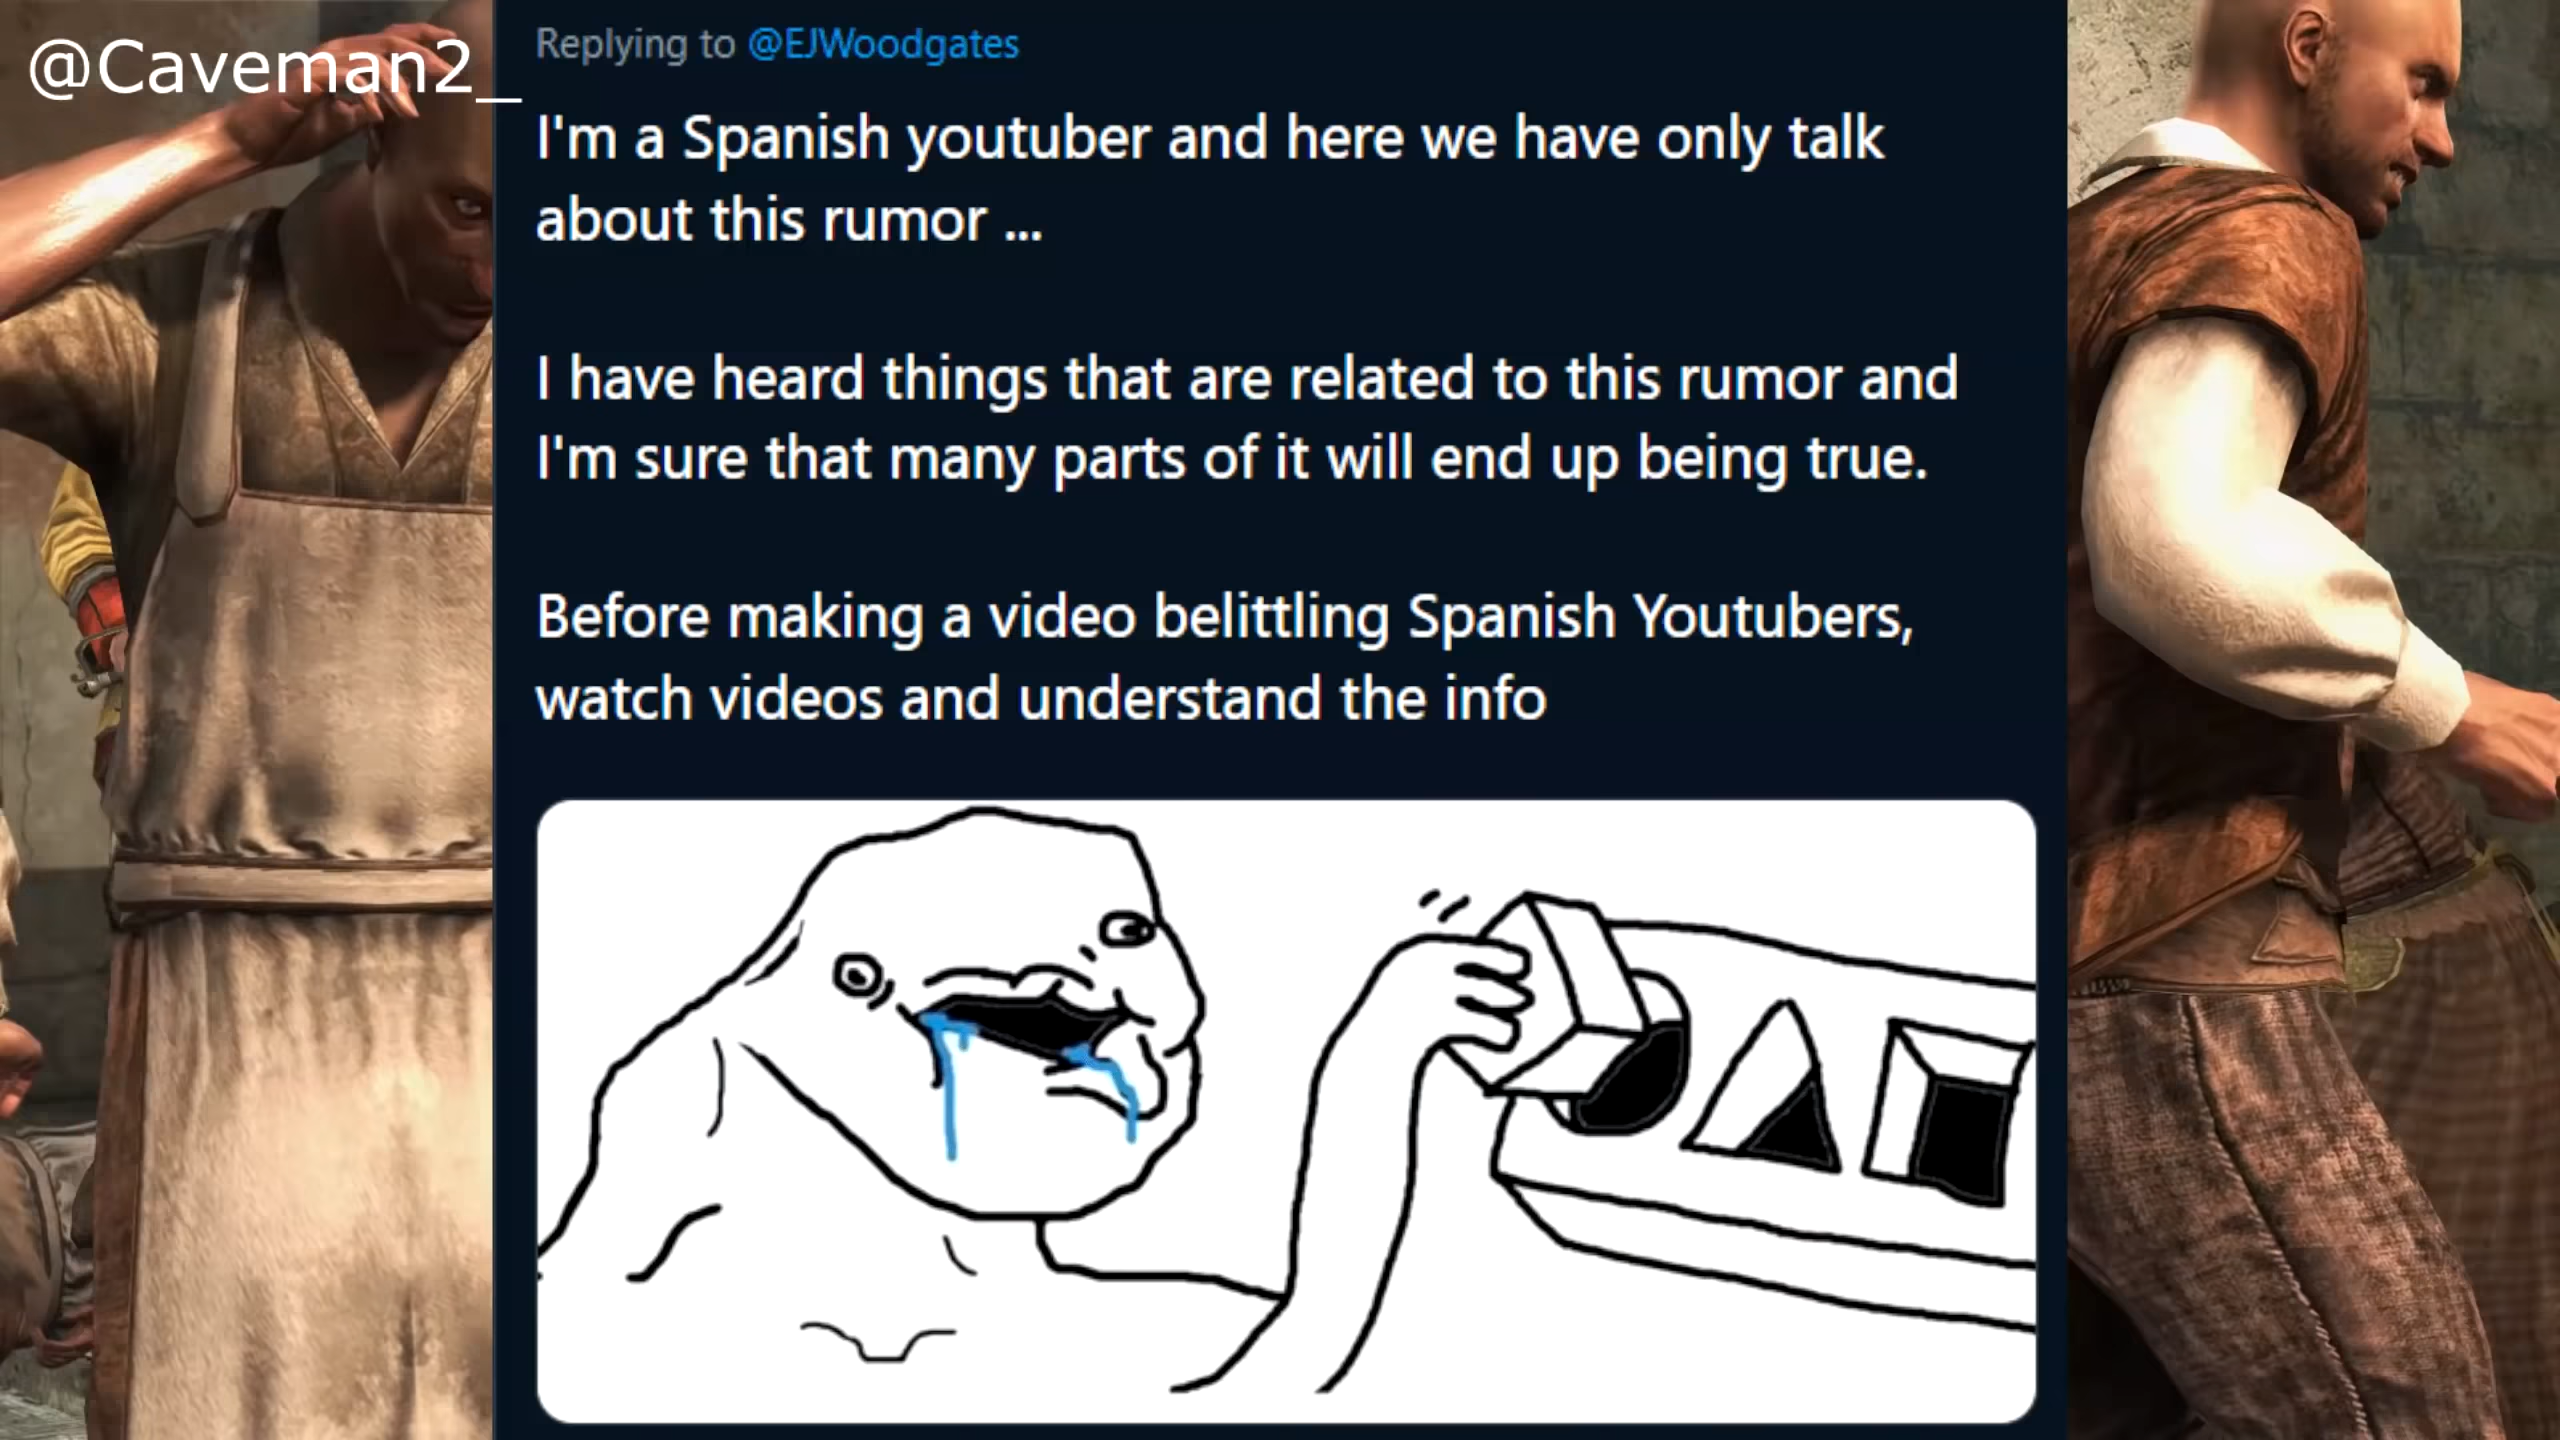 @Caveman2_
Replying to @EJWoodgates
I'm a Spanish youtuber and here we have only talk
about this rumor ...
I have heard things that are related to this rumor and
I'm sure that many parts of it will end up being true.
Before making a video belittling Spanish Youtubers,
watch videos and understand the info